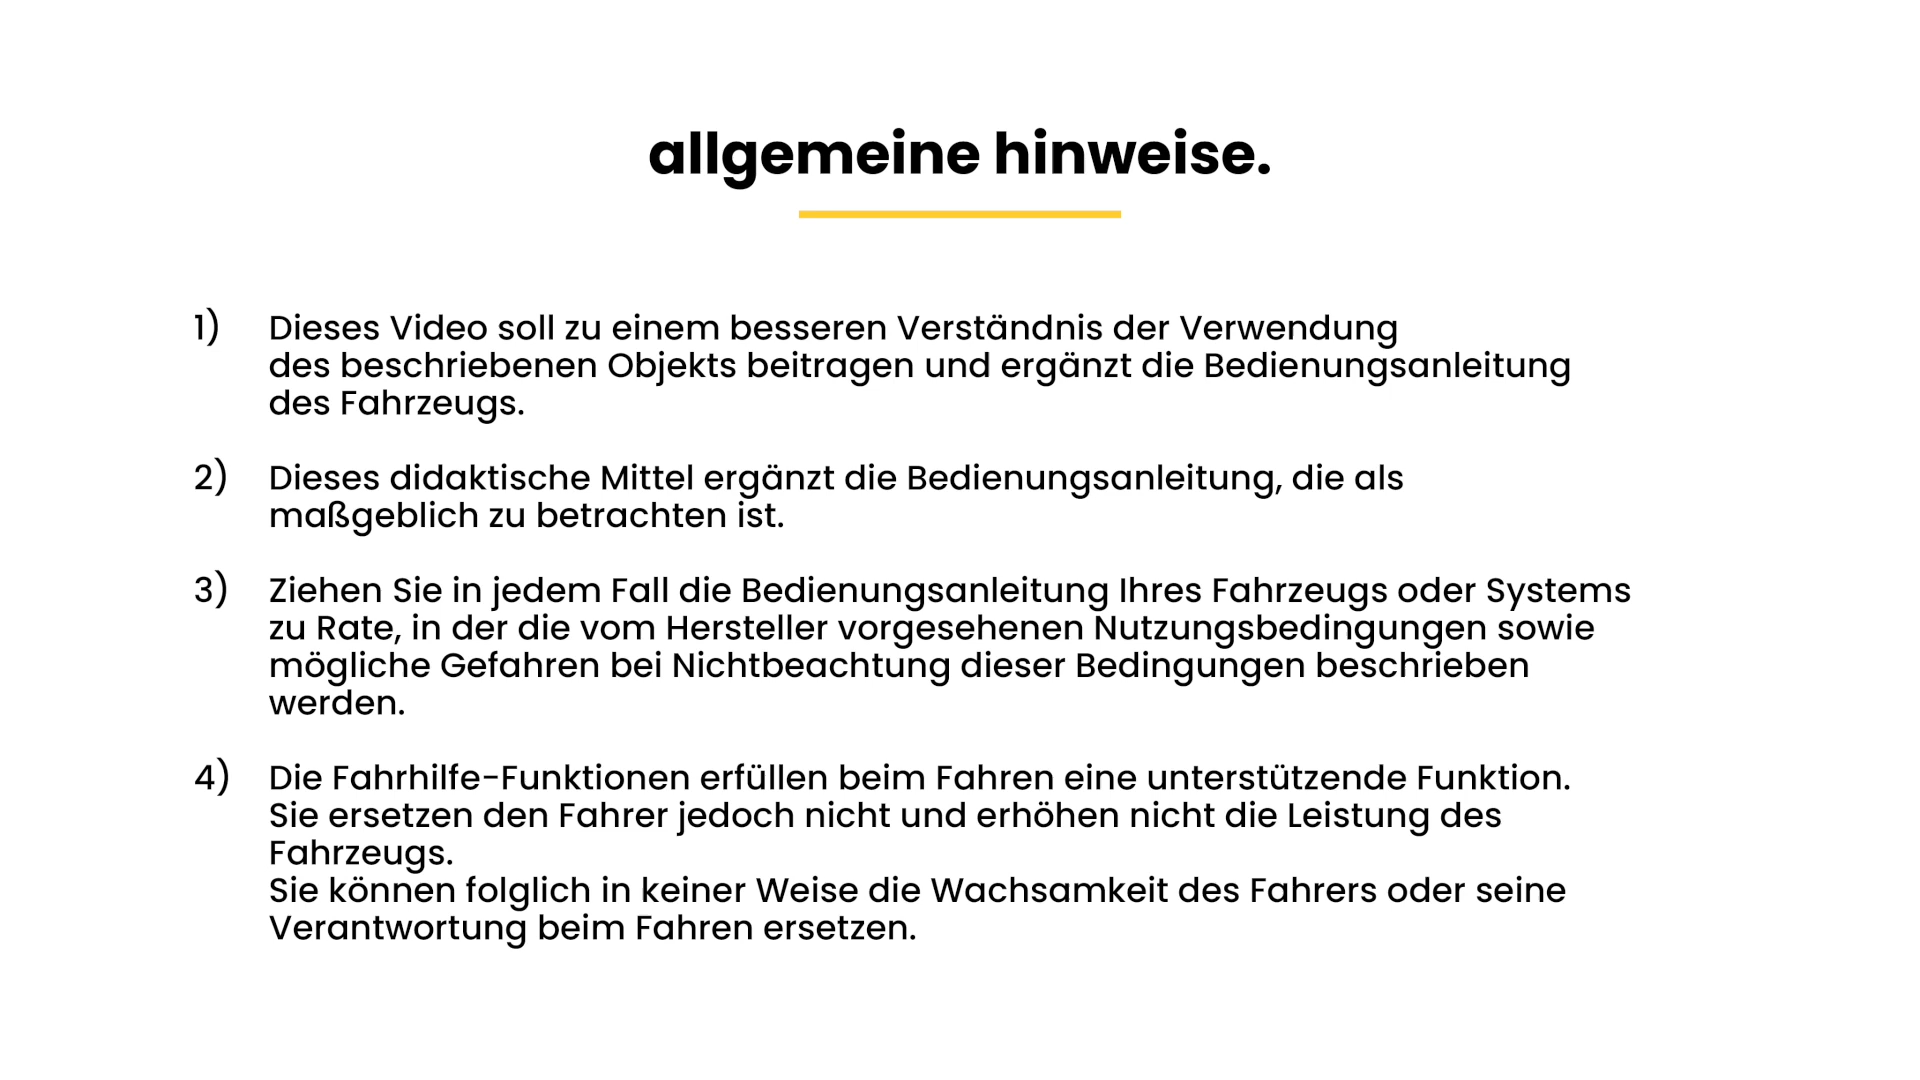 allgemeine hinweise.
1) Dieses Video soll zu einem besseren Verständnis der Verwendung
des beschriebenen Objekts beitragen und ergänzt die Bedienungsanleitung
des Fahrzeugs.
2) Dieses didaktische Mittel ergänzt die Bedienungsanleitung, die als
maßgeblich zu betrachten ist.
3) Ziehen Sie in jedem Fall die Bedienungsanleitung Ihres Fahrzeugs oder Systems
zu Rate, in der die vom Hersteller vorgesehenen Nutzungsbedingungen sowie
mögliche Gefahren bei Nichtbeachtung dieser Bedingungen beschrieben
werden.
4) Die Fahrhilfe-Funktionen erfüllen beim Fahren eine unterstützende Funktion.
Sie ersetzen den Fahrer jedoch nicht und erhöhen nicht die Leistung des
Fahrzeugs.
Sie können folglich in keiner Weise die Wachsamkeit des Fahrers oder seine
Verantwortung beim Fahren ersetzen.